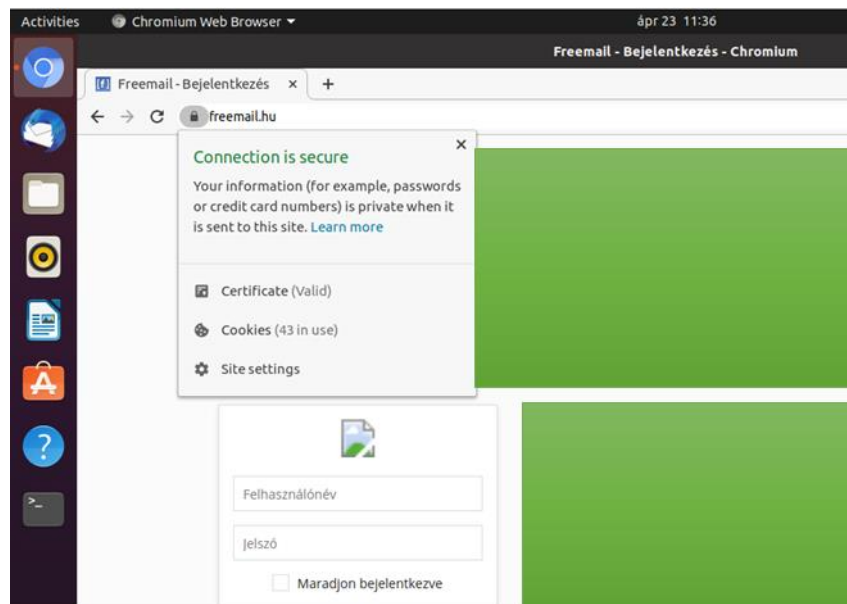 Activities
Chromium Web Browser
ápr 23 11:36
Freemail - Bejelentkezés - Chromium
Freemail - Bejelentkezés
freemail.hu
Connection is secure
Your information (for example, passwords
or credit card numbers) is private when it
is sent to this site. Learn more
Certificate (Valid)
Cookies (43 in use)
Site settings
Felhasználónév
Jelszó
Maradjon bejelentkezve